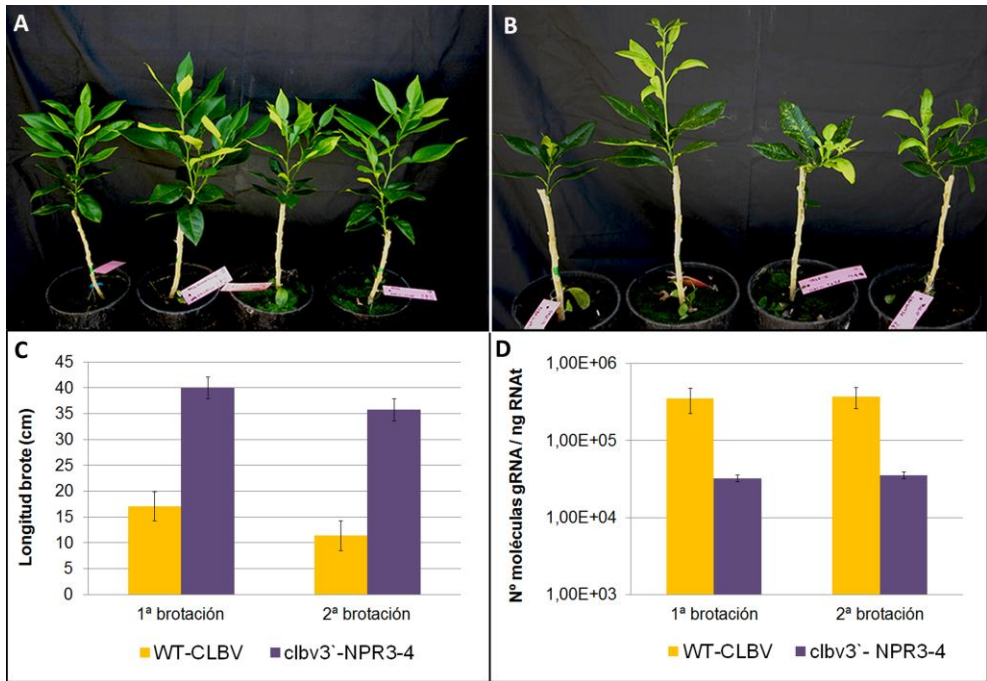 A
B
C
Longitud brote (cm)
45
40
35
30
25
20
15
10
5
0
1ª brotación
2ª brotación
WT-CLBV
clbv3`-NPR3-4
D
Nº moléculas gRNA / ng RNAt
1,00E+06
1,00E+05
1,00E+04
1,00E+03
1ª brotación
2ª brotación
WT-CLBV
clbv3`- NPR3-4